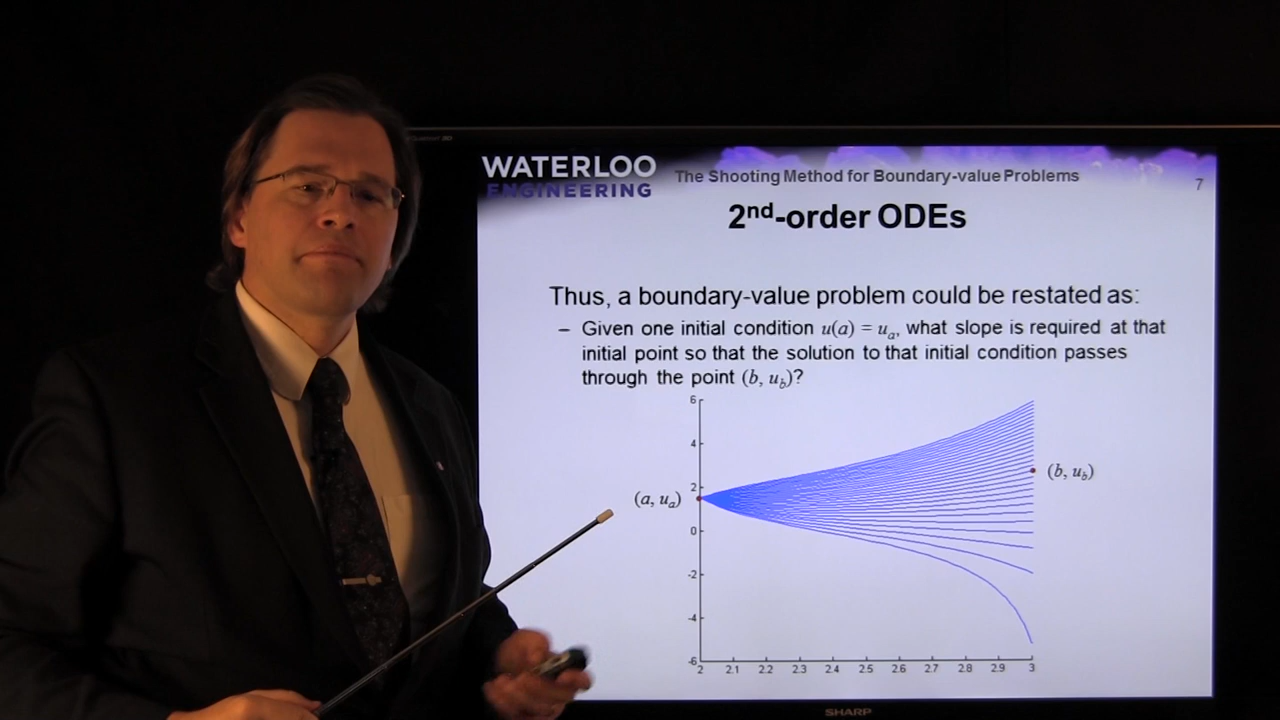 WATERLOO
ENGINEERING
The Shooting Method for Boundary-value Problems
7
2nd-order ODEs
Thus, a boundary-value problem could be restated as:
– Given one initial condition u(a) = uₐ, what slope is required at that
initial point so that the solution to that initial condition passes
through the point (b, u_b)?
6
4
2
0
-2
-4
-6
(a, uₐ)
(b, u_b)
2 2.1 2.2 2.3 2.4 2.5 2.6 2.7 2.8 2.9 3
SHARP